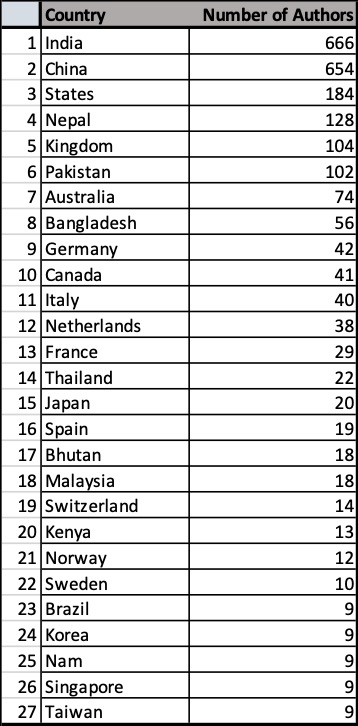 Country Number of Authors
1 India 666
2 China 654
3 States 184
4 Nepal 128
5 Kingdom 104
6 Pakistan 102
7 Australia 74
8 Bangladesh 56
9 Germany 42
10 Canada 41
11 Italy 40
12 Netherlands 38
13 France 29
14 Thailand 22
15 Japan 20
16 Spain 19
17 Bhutan 18
18 Malaysia 18
19 Switzerland 14
20 Kenya 13
21 Norway 12
22 Sweden 10
23 Brazil 9
24 Korea 9
25 Nam 9
26 Singapore 9
27 Taiwan 9